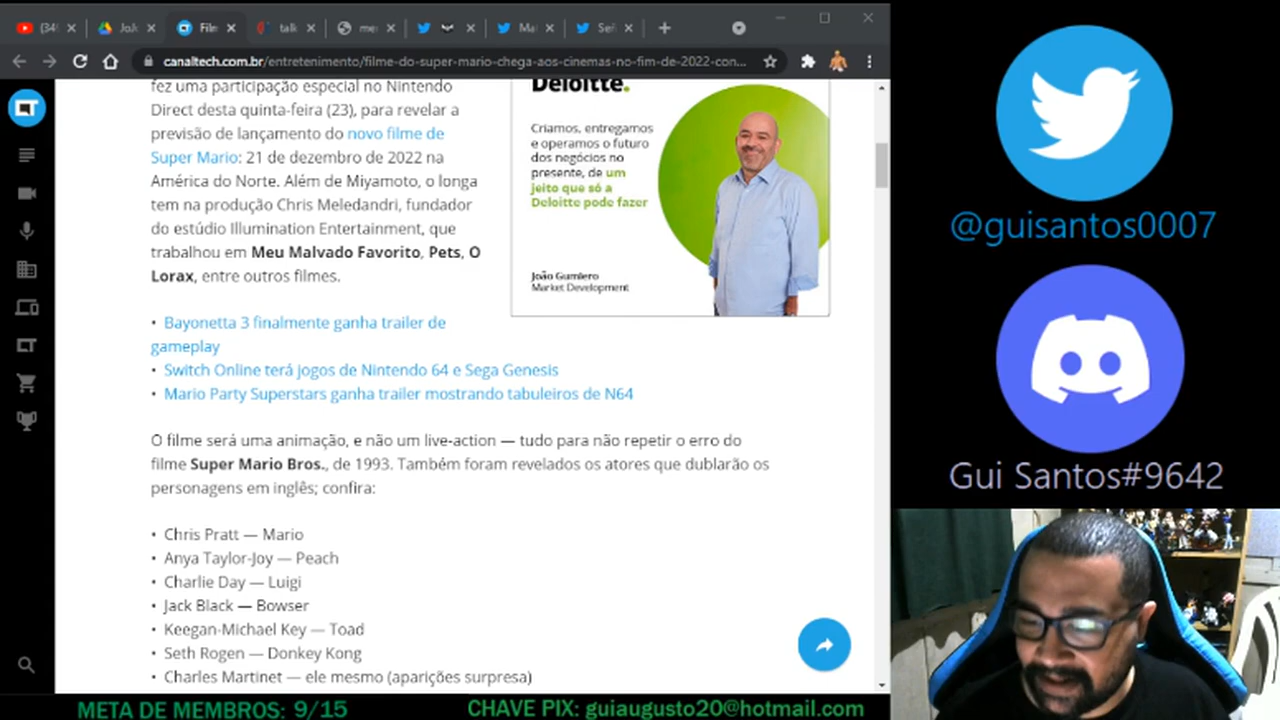 (34
JoJo
Film
talk
me
Ma
Sel
canaltech.com.br/entretenimento/filme-do-super-mario-chega-aos-cinemas-no-fim-de-2022-con...
fez uma participação especial no Nintendo
Direct desta quinta-feira (23), para revelar a
previsão de lançamento do novo filme de
Super Mario: 21 de dezembro de 2022 na
América do Norte. Além de Miyamoto, o longa
tem na produção Chris Meledandri, fundador
do estúdio Illumination Entertainment, que
trabalhou em Meu Malvado Favorito, Pets, O
Lorax, entre outros filmes.
Deloitte.
Criamos, entregamos
e operamos o futuro
dos negócios no
presente, de um
jeito que só a
Deloitte pode fazer
João Gumiero
Market Development
• Bayonetta 3 finalmente ganha trailer de
gameplay
• Switch Online terá jogos de Nintendo 64 e Sega Genesis
• Mario Party Superstars ganha trailer mostrando tabuleiros de N64
O filme será uma animação, e não um live-action — tudo para não repetir o erro do
filme Super Mario Bros., de 1993. Também foram revelados os atores que dublarão os
personagens em inglês; confira:
• Chris Pratt — Mario
• Anya Taylor-Joy — Peach
• Charlie Day — Luigi
• Jack Black — Bowser
• Keegan-Michael Key — Toad
• Seth Rogen — Donkey Kong
• Charles Martinet — ele mesmo (aparições surpresa)
@guisantos0007
Gui Santos#9642
META DE MEMBROS: 9/15
CHAVE PIX: guiaugusto20@hotmail.com